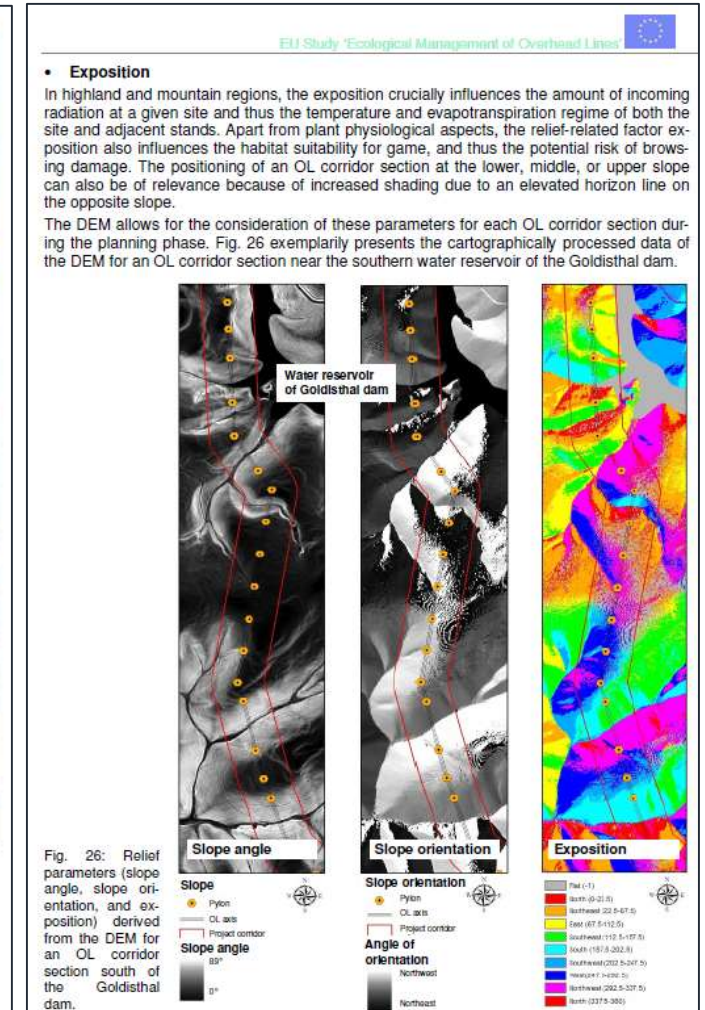 EU Study 'Ecological Management of Overhead Lines'
• Exposition
In highland and mountain regions, the exposition crucially influences the amount of incoming
radiation at a given site and thus the temperature and evapotranspiration regime of both the
site and adjacent stands. Apart from plant physiological aspects, the relief-related factor ex-
position also influences the habitat suitability for game, and thus the potential risk of brows-
ing damage. The positioning of an OL corridor section at the lower, middle, or upper slope
can also be of relevance because of increased shading due to an elevated horizon line on
the opposite slope.
The DEM allows for the consideration of these parameters for each OL corridor section dur-
ing the planning phase. Fig. 26 exemplarily presents the cartographically processed data of
the DEM for an OL corridor section near the southern water reservoir of the Goldisthal dam.
Water reservoir
of Goldisthal dam
Slope angle
Slope orientation
Exposition
Fig. 26: Relief
parameters (slope
angle, slope ori-
entation, and ex-
position) derived
from the DEM for
an OL corridor
section south of
the Goldisthal
dam.
Slope
Pylon
OL axis
Project corridor
Slope angle
89°
0°
Slope orientation
Pylon
OL axis
Project corridor
Angle of
orientation
Northwest
Northeast
Flat (-1)
North (0-22.5)
Northeast (22.5-67.5)
East (67.5-112.5)
Southeast (112.5-157.5)
South (157.5-202.5)
Southwest (202.5-247.5)
Northwest (292.5-337.5)
North (337.5-360)